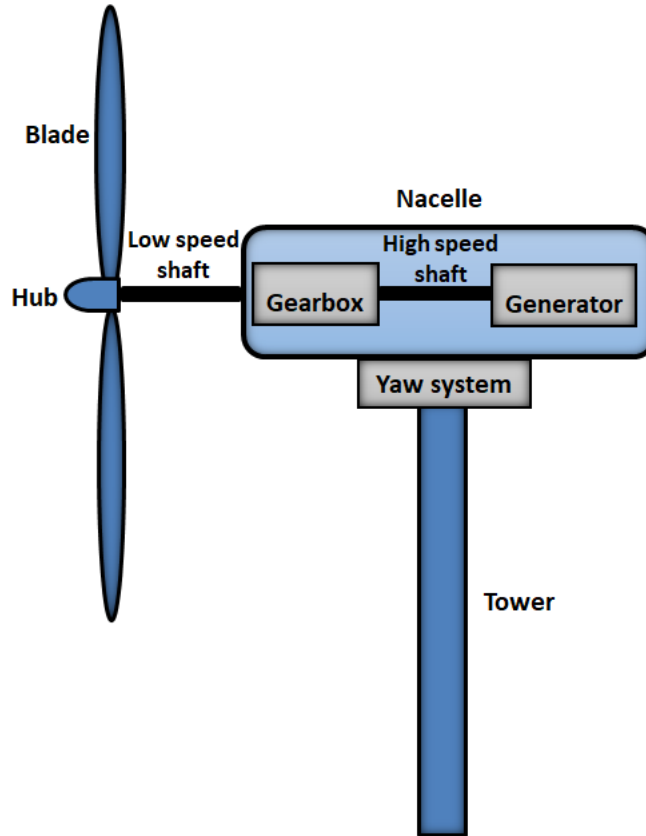 Blade
Nacelle
Low speed
shaft
High speed
shaft
Hub
Gearbox
Generator
Yaw system
Tower